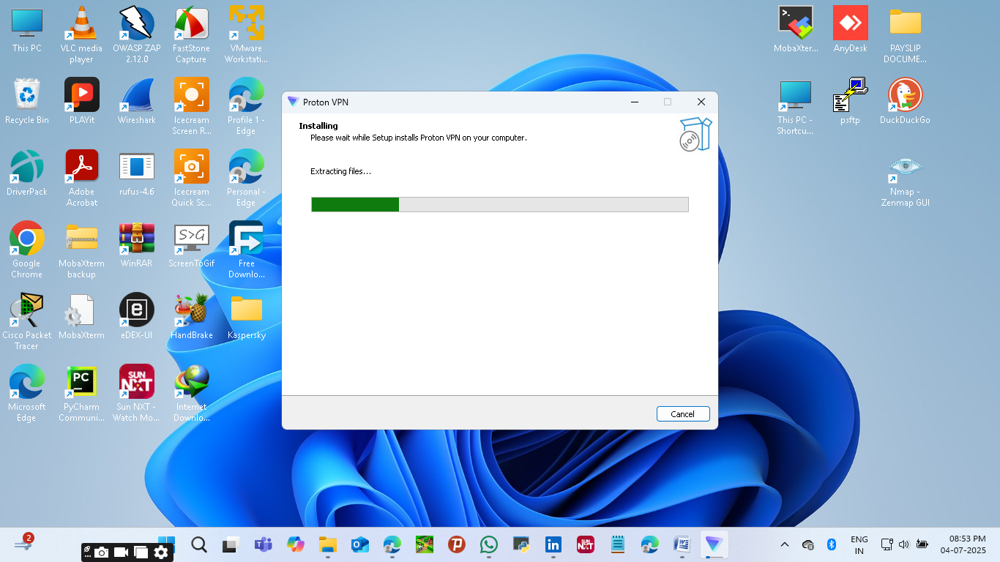 This PC
VLC media
player
OWASP ZAP
2.12.0
FastStone
Capture
VMware
Workstati...
MobaXter...
AnyDesk
PAYSLIP
DOCUME...
Recycle Bin
PLAYit
Wireshark
Icecream
Screen R...
Profile 1 -
Edge
This PC -
Shortcu...
psftp
DuckDuckGo
DriverPack
Adobe
Acrobat
rufus-4.6
Icecream
Quick Sc...
Personal -
Edge
Nmap -
Zenmap GUI
Google
Chrome
MobaXterm
backup
WinRAR
S>G
ScreenToGif
Free
Downlo...
Cisco Packet
Tracer
MobaXterm
e
eDEX-UI
HandBrake
Kaspersky
Microsoft
Edge
PC
PyCharm
Communi...
SUN
NXT
Sun NXT -
Watch Mo...
Internet
Downlo...
Proton VPN
Installing
Please wait while Setup installs Proton VPN on your computer.
Extracting files...
Cancel
2
ENG
IN
08:53 PM
04-07-2025